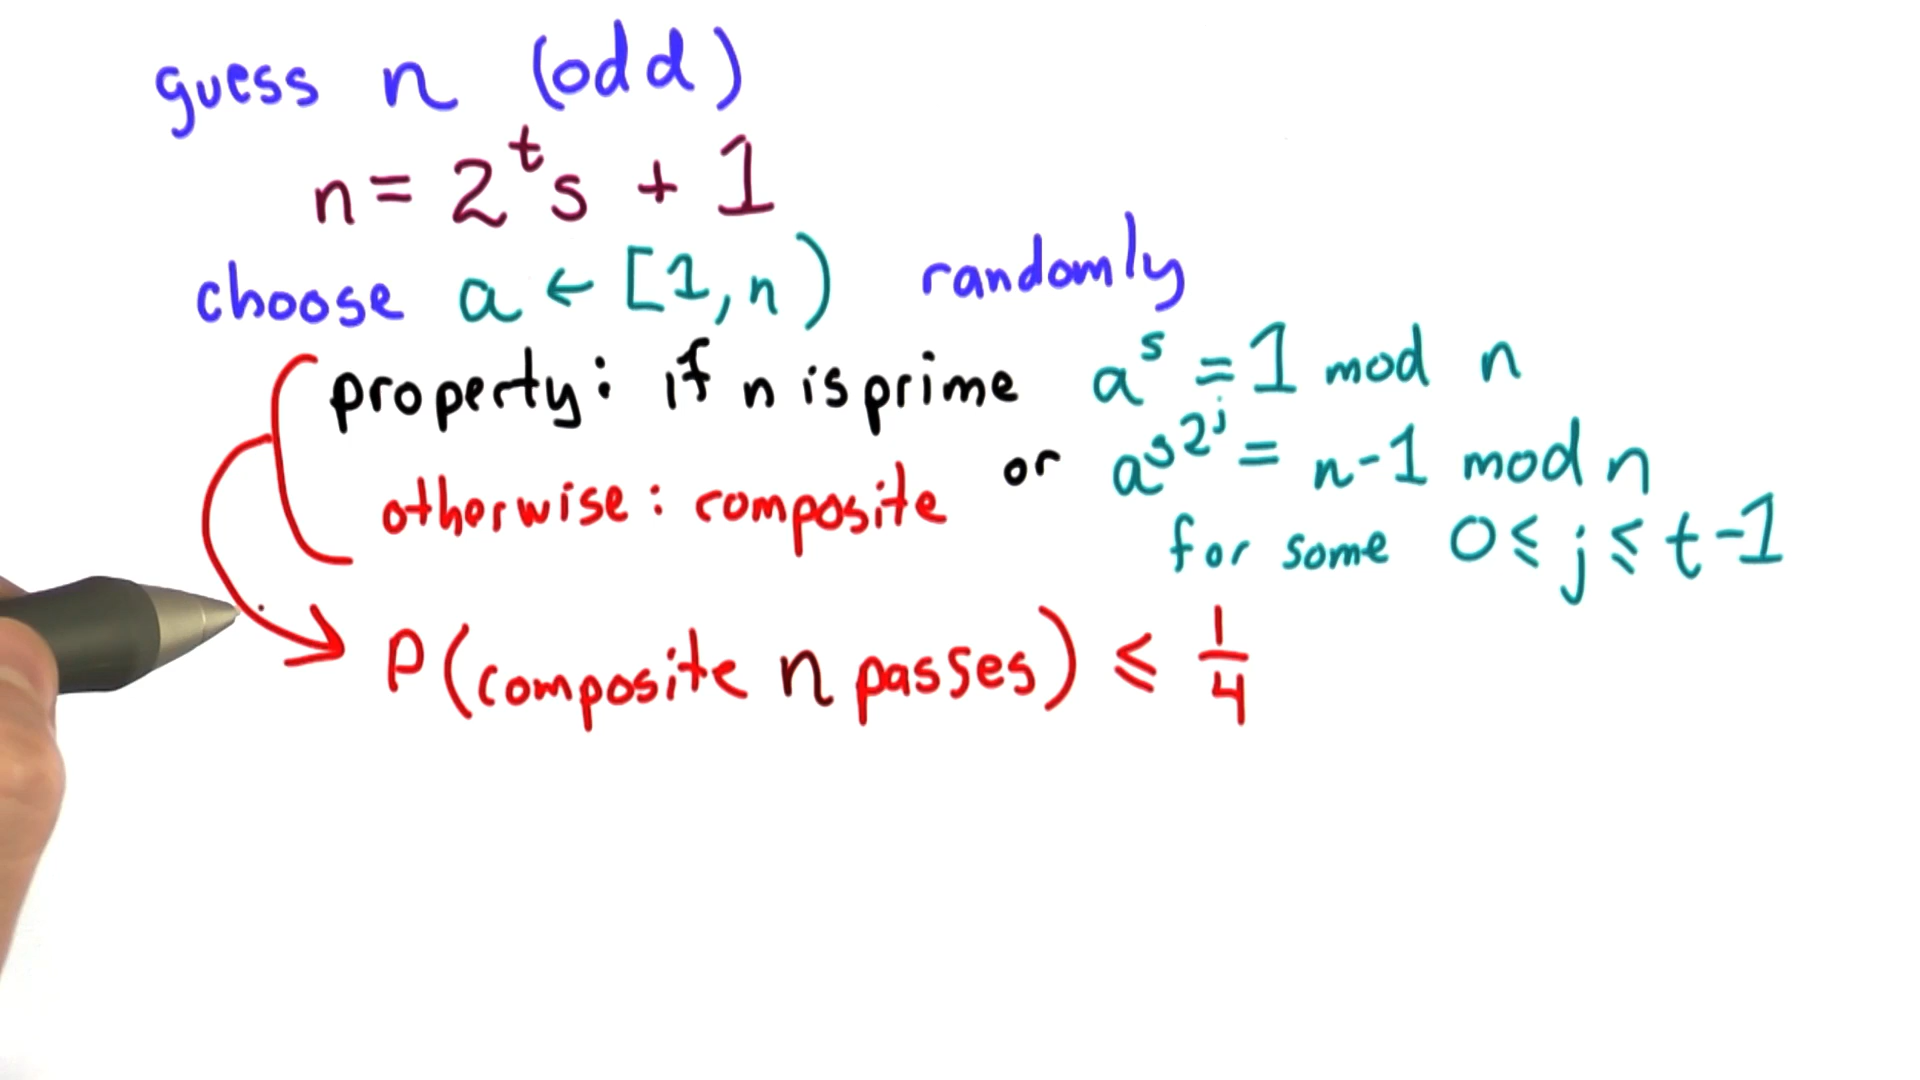 guess n (odd)
n = 2^t s + 1
choose a ← [1, n) randomly
property: if n is prime a^s = 1 mod n
or a^{s2^j} = n-1 mod n
otherwise: composite
for some 0 ≤ j ≤ t-1
P(composite n passes) ≤ 1/4